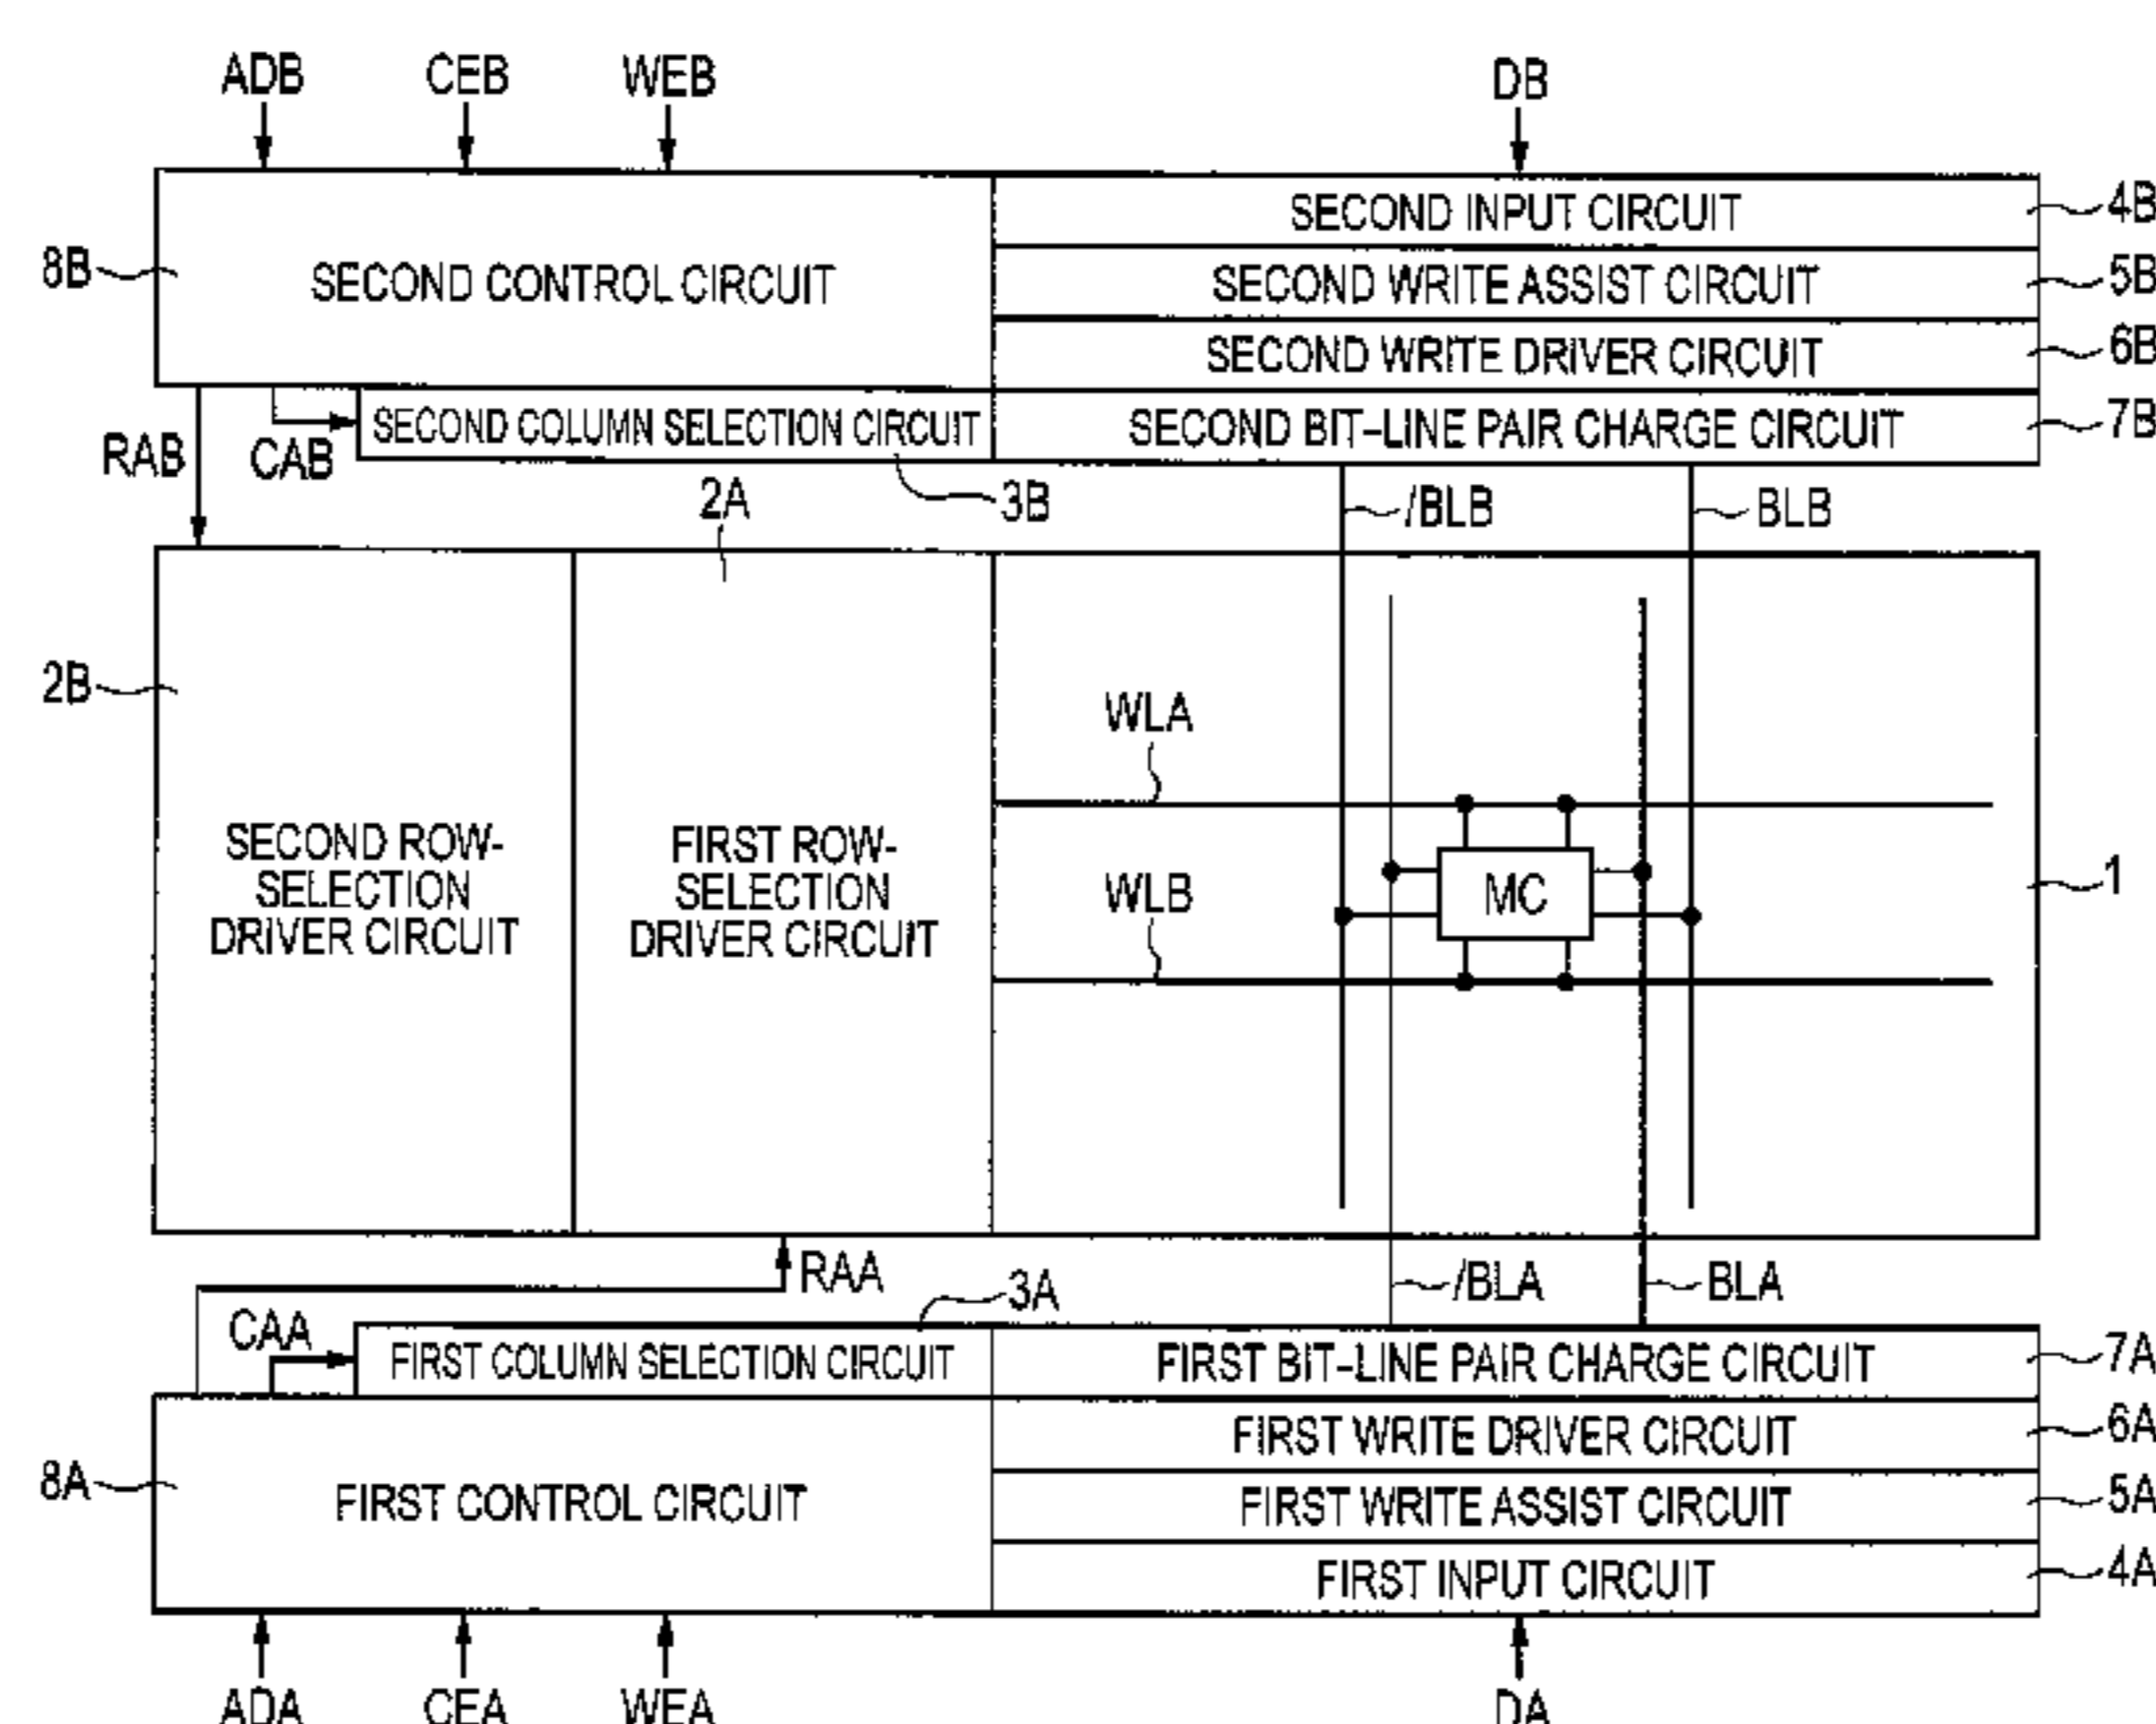 ADB
CEB
WEB
DB
8B
SECOND CONTROL CIRCUIT
SECOND INPUT CIRCUIT
4B
SECOND WRITE ASSIST CIRCUIT
5B
SECOND WRITE DRIVER CIRCUIT
6B
RAB
CAB
SECOND COLUMN SELECTION CIRCUIT
SECOND BIT-LINE PAIR CHARGE CIRCUIT
7B
2A
3B
/BLB
BLB
2B
SECOND ROW-
SELECTION
DRIVER CIRCUIT
FIRST ROW-
SELECTION
DRIVER CIRCUIT
WLA
WLB
MC
1
RAA
3A
/BLA
BLA
CAA
FIRST COLUMN SELECTION CIRCUIT
FIRST BIT-LINE PAIR CHARGE CIRCUIT
7A
8A
FIRST CONTROL CIRCUIT
FIRST WRITE DRIVER CIRCUIT
6A
FIRST WRITE ASSIST CIRCUIT
5A
FIRST INPUT CIRCUIT
4A
ADA
CEA
WEA
DA